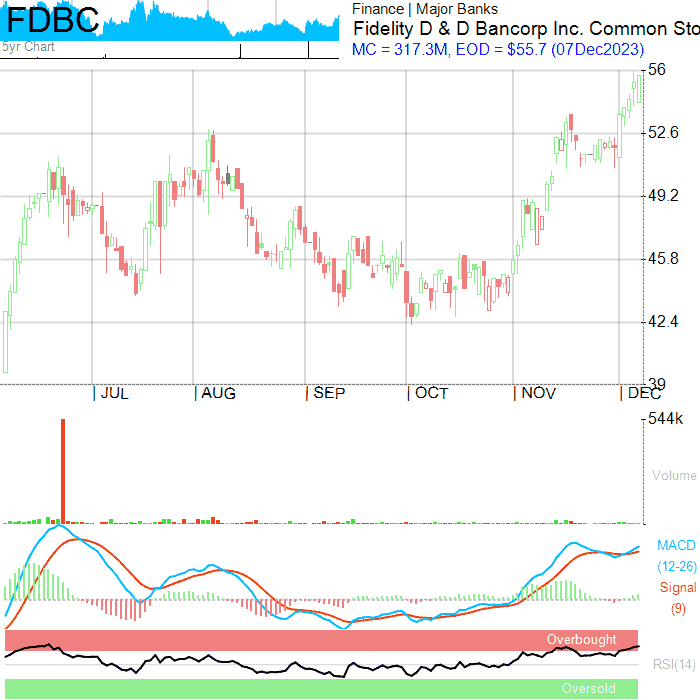 FDBC
5yr Chart
Finance | Major Banks
Fidelity D & D Bancorp Inc. Common Sto
MC = 317.3M, EOD = $55.7 (07Dec2023)
56
52.6
49.2
45.8
42.4
39
JUL AUG SEP OCT NOV DEC
544k
Volume
MACD
(12-26)
Signal
(9)
Overbought
RSI(14)
Oversold